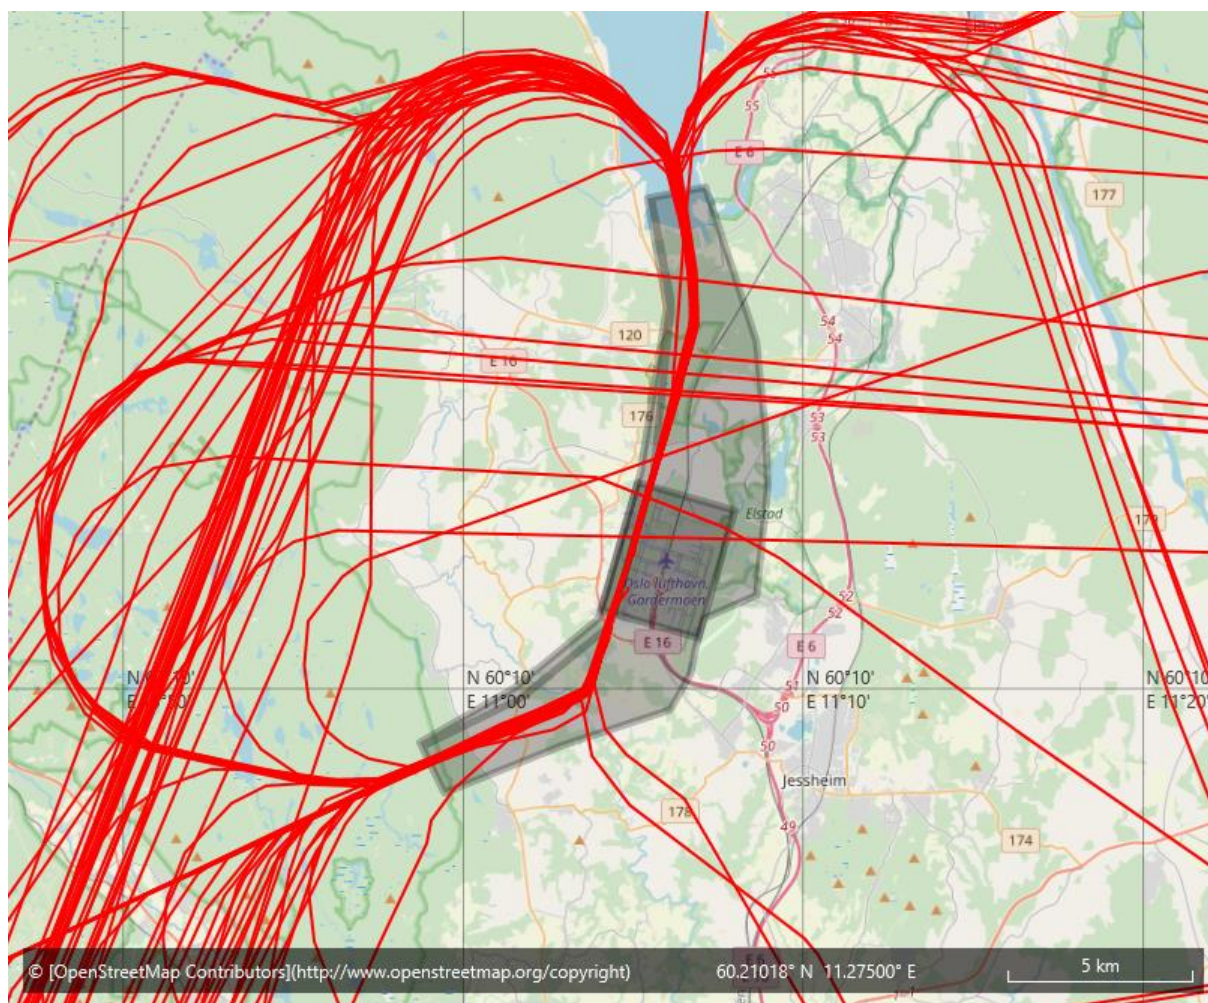 55
55
E 6
177
54
54
120
E 16
53
53
176
179
Elstad
Oslo lufthavn,
Gardermoen
52
52
E 16
E 6
N 60°10'
N 60°10'
N 60°10'
E 11°00'
51
E 11°10'
E 11°20'
50
50
Jessheim
178
49
174
E 6
© [OpenStreetMap Contributors](http://www.openstreetmap.org/copyright)
60.21018° N 11.27500° E
5 km